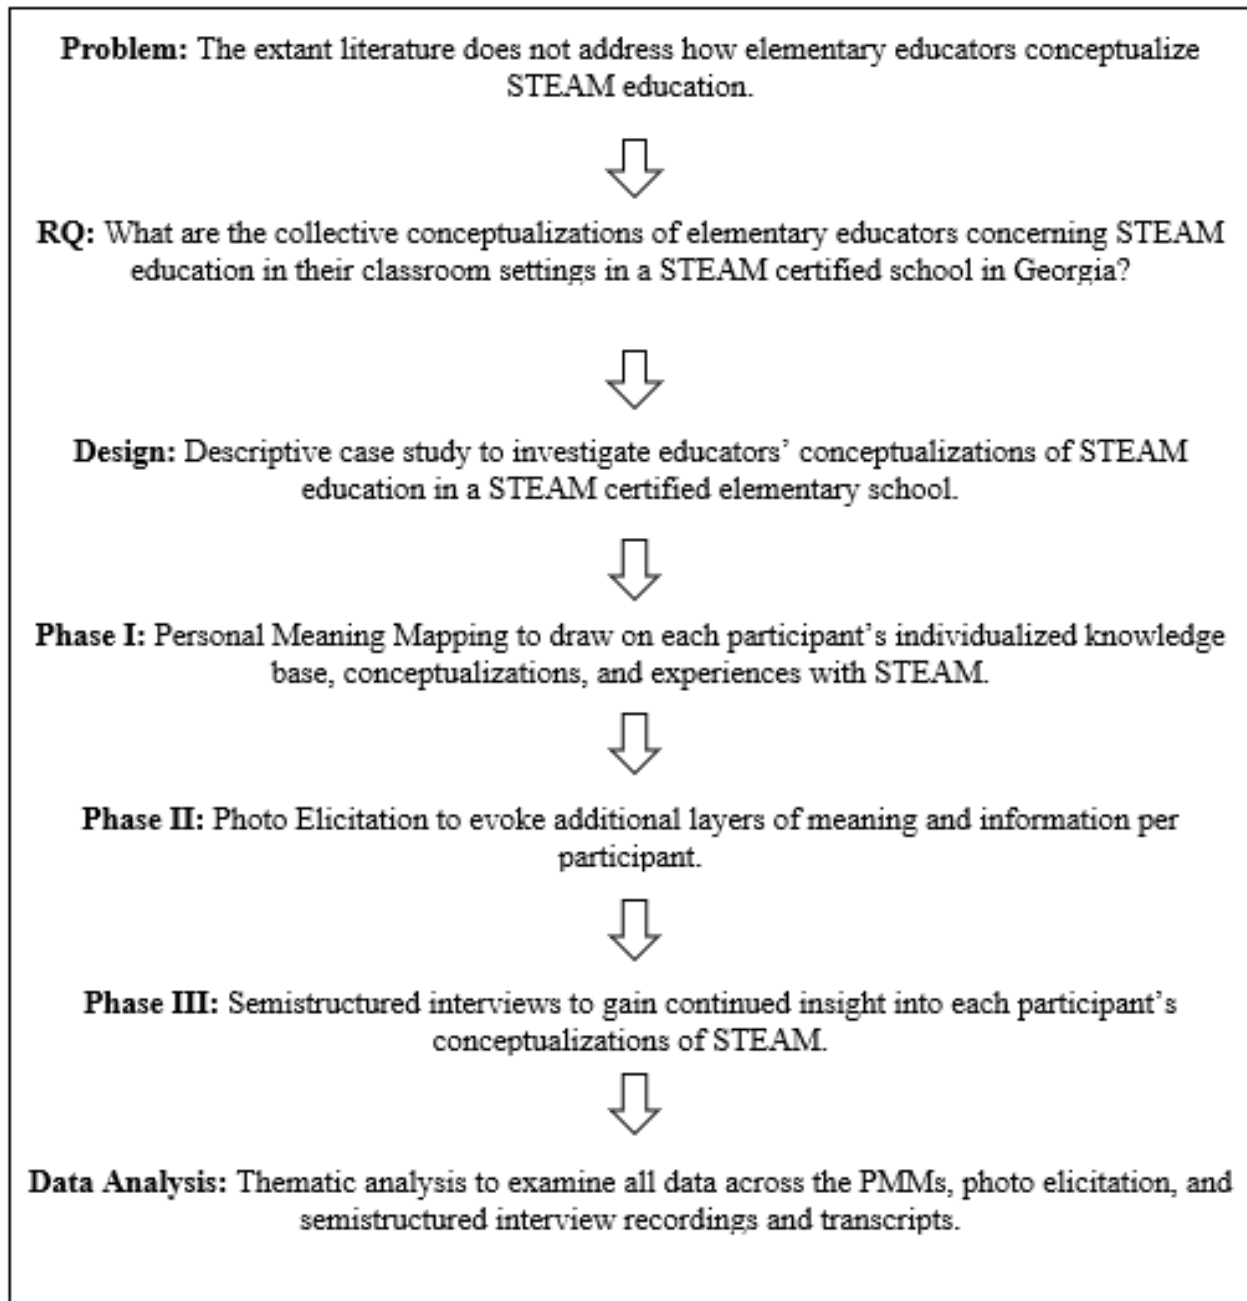 Problem: The extant literature does not address how elementary educators conceptualize
STEAM education.
RQ: What are the collective conceptualizations of elementary educators concerning STEAM
education in their classroom settings in a STEAM certified school in Georgia?
Design: Descriptive case study to investigate educators’ conceptualizations of STEAM
education in a STEAM certified elementary school.
Phase I: Personal Meaning Mapping to draw on each participant’s individualized knowledge
base, conceptualizations, and experiences with STEAM.
Phase II: Photo Elicitation to evoke additional layers of meaning and information per
participant.
Phase III: Semistructured interviews to gain continued insight into each participant’s
conceptualizations of STEAM.
Data Analysis: Thematic analysis to examine all data across the PMMs, photo elicitation, and
semistructured interview recordings and transcripts.